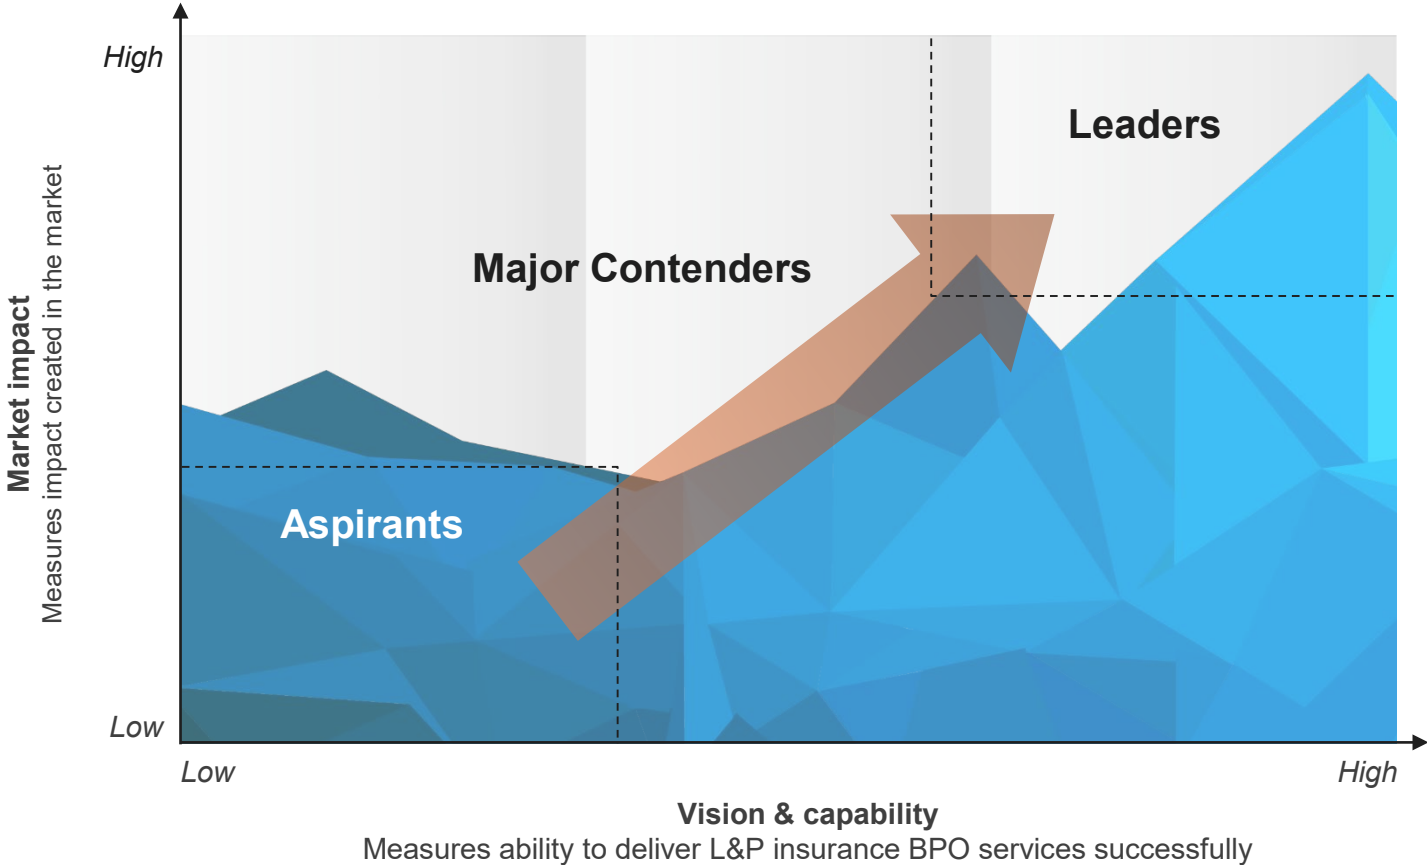 High
Leaders
Major Contenders
Market impact
Measures impact created in the market
Aspirants
Low
Low
High
Vision & capability
Measures ability to deliver L&P insurance BPO services successfully